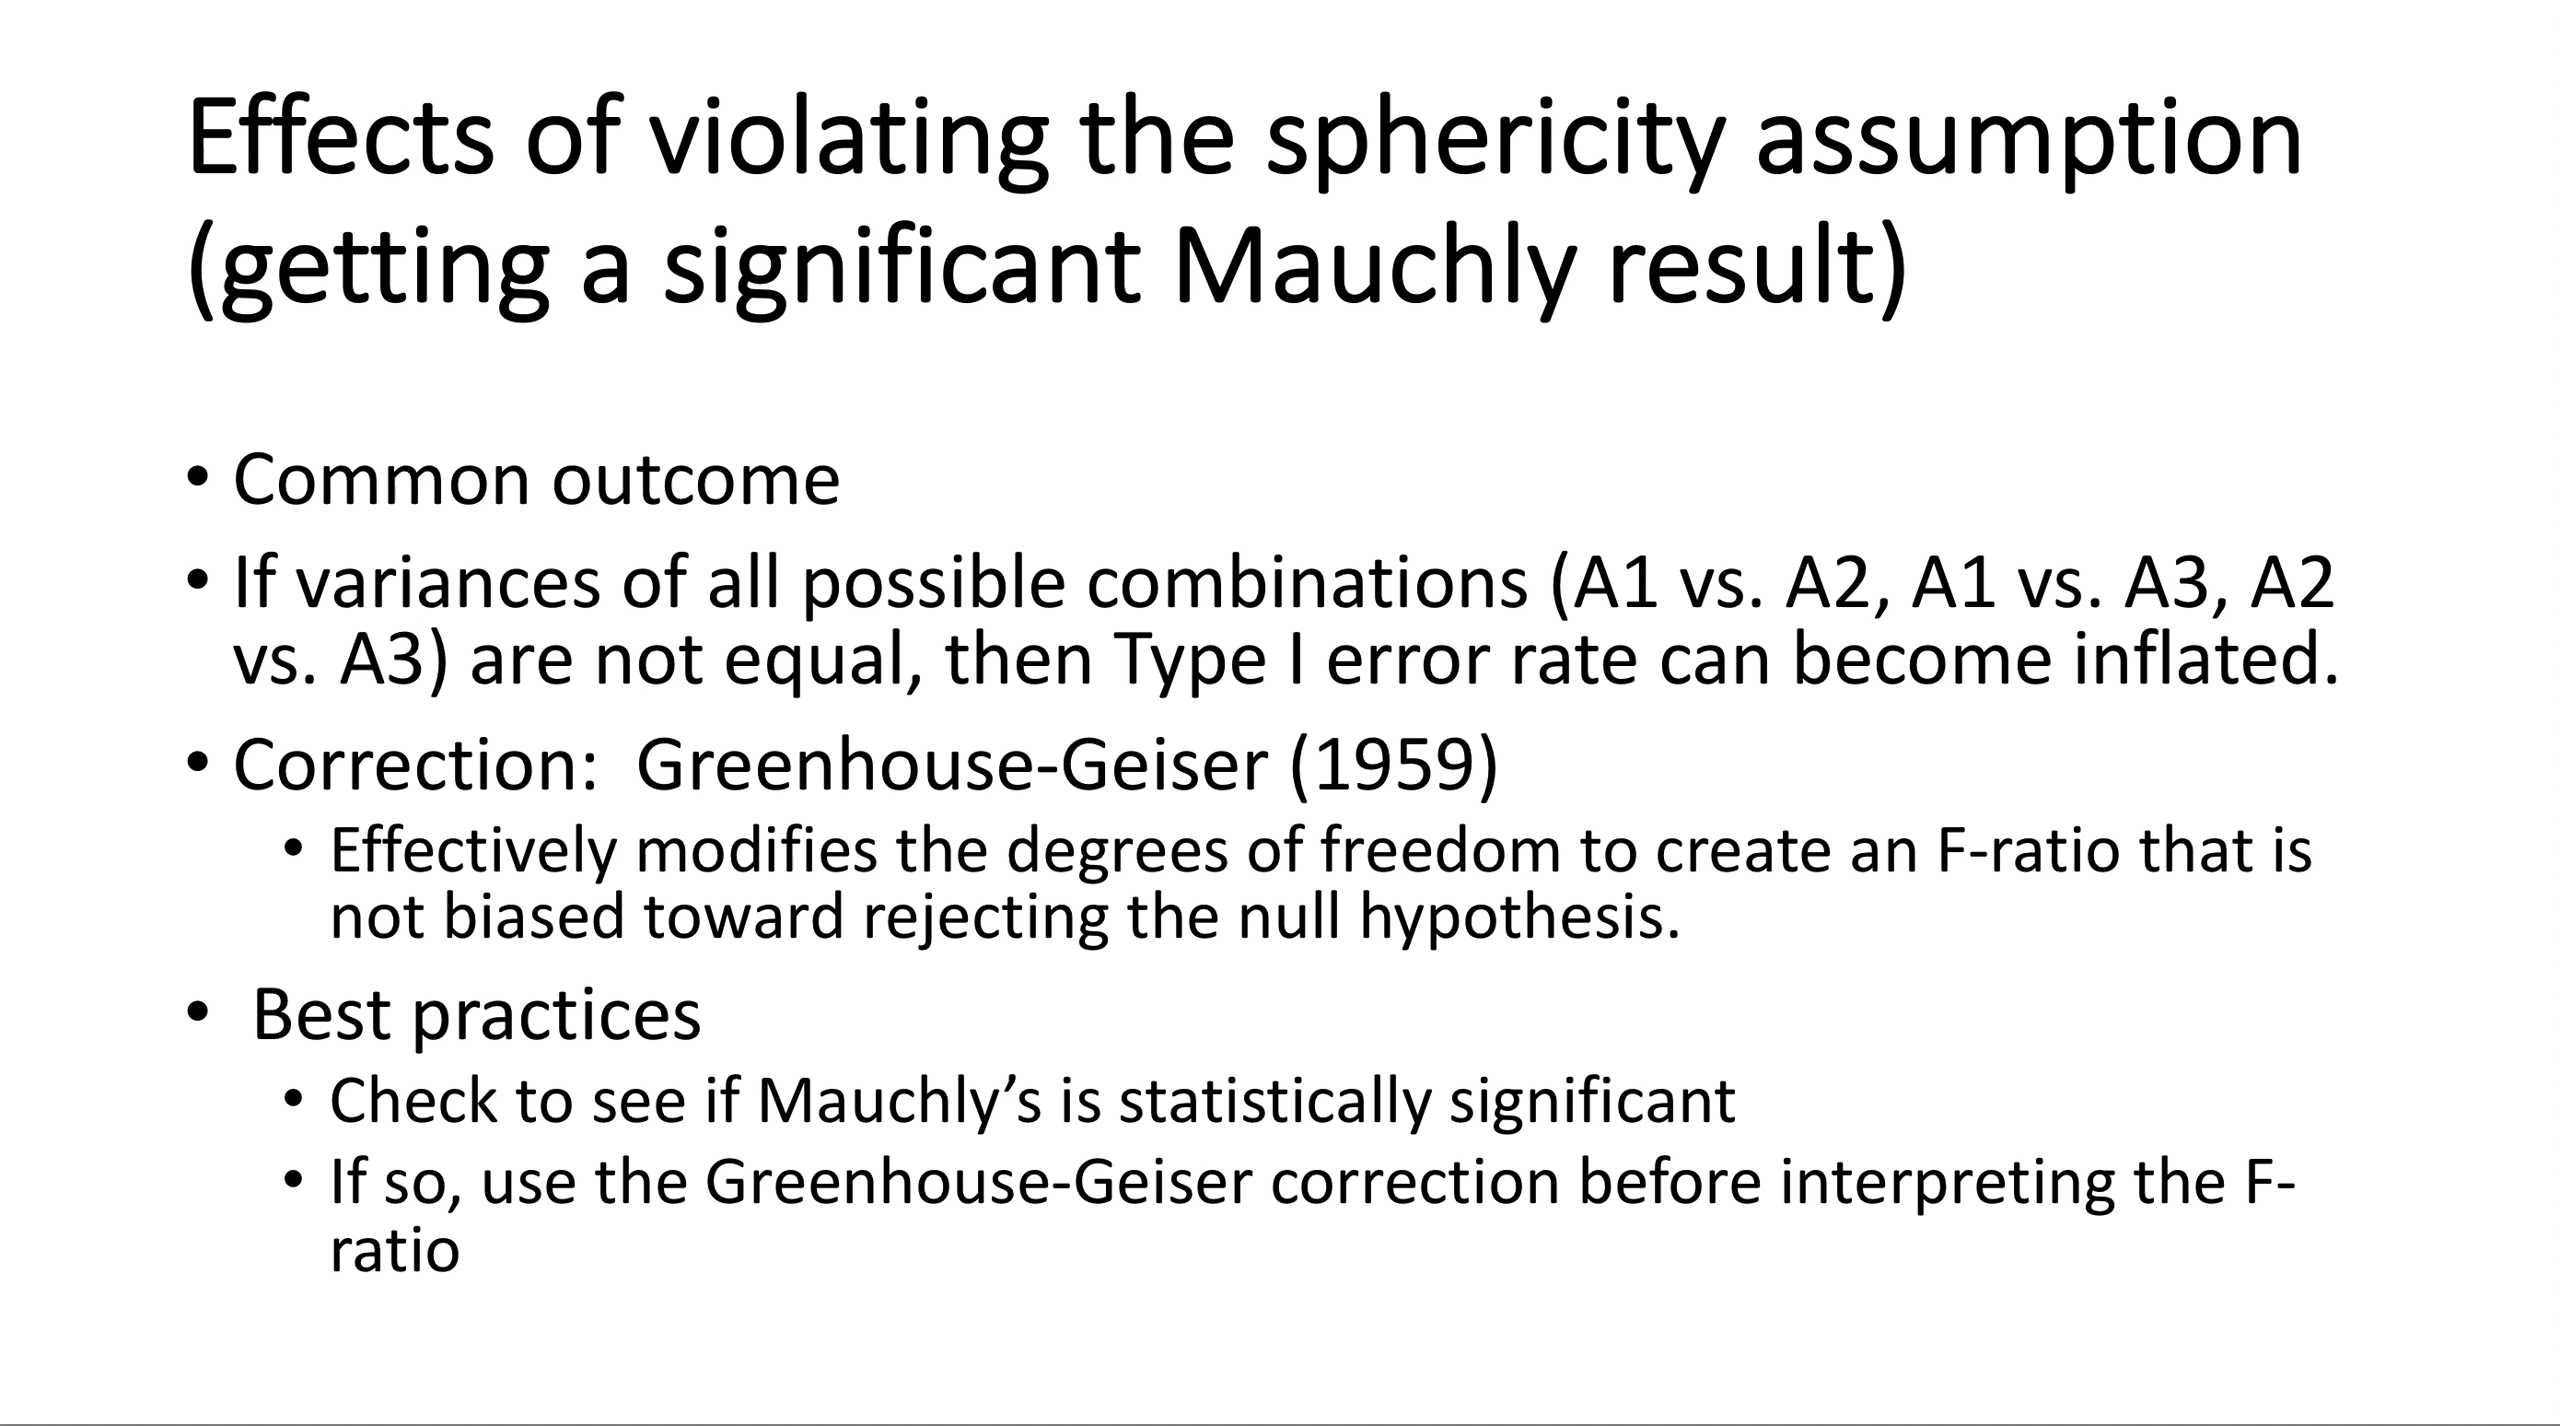 Effects of violating the sphericity assumption
(getting a significant Mauchly result)
• Common outcome
• If variances of all possible combinations (A1 vs. A2, A1 vs. A3, A2
vs. A3) are not equal, then Type I error rate can become inflated.
• Correction:  Greenhouse-Geiser (1959)
• Effectively modifies the degrees of freedom to create an F-ratio that is
not biased toward rejecting the null hypothesis.
• Best practices
• Check to see if Mauchly’s is statistically significant
• If so, use the Greenhouse-Geiser correction before interpreting the F-
ratio